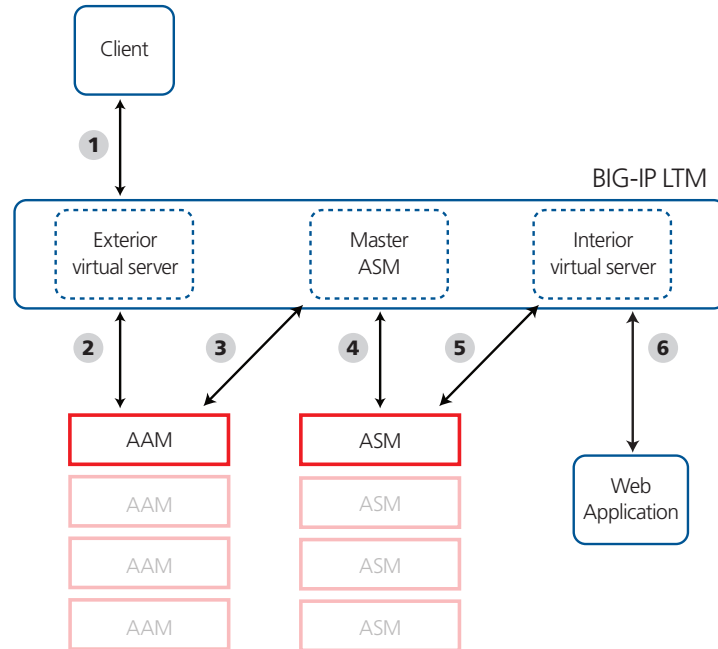 Client
1
BIG-IP LTM
Exterior
virtual server
Master
ASM
Interior
virtual server
2
3
4
5
6
AAM
ASM
AAM
ASM
Web
Application
AAM
ASM
AAM
ASM